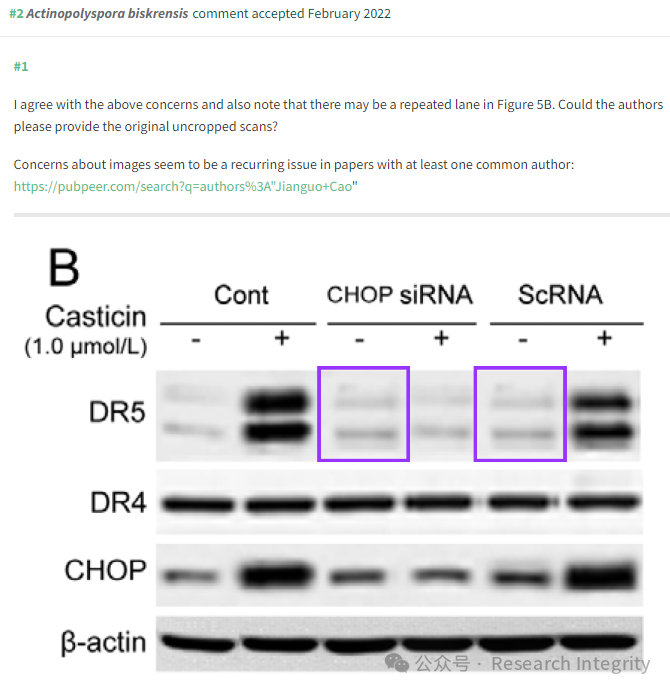 #2 Actinopolyspora biskrensis comment accepted February 2022
#1
I agree with the above concerns and also note that there may be a repeated lane in Figure 5B. Could the authors
please provide the original uncropped scans?
Concerns about images seem to be a recurring issue in papers with at least one common author:
https://pubpeer.com/search?q=authors%3A"Jianguo+Cao"
B
Cont CHOP siRNA ScRNA
Casticin
(1.0 μmol/L) - + - + - +
DR5
DR4
CHOP
β-actin
公众号 · Research Integrity